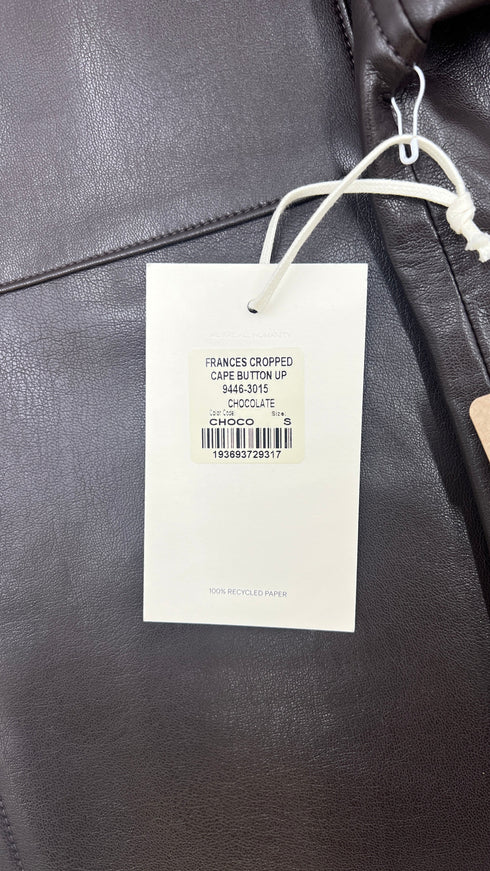 FRANCES CROPPED
CAPE BUTTON UP
9446-3015
CHOCOLATE
Color Code: Size:
CHOCO S
193693729317
100% RECYCLED PAPER